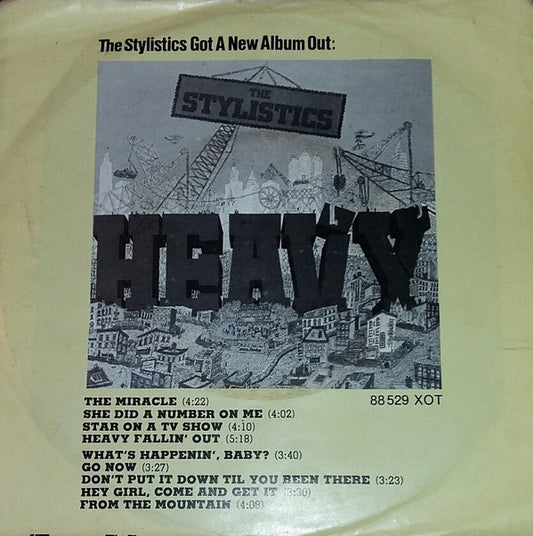 The Stylistics Got A New Album Out:
THE
STYLISTICS
HEAVY
88 529 XOT
THE MIRACLE (4:22)
SHE DID A NUMBER ON ME (4:02)
STAR ON A TV SHOW (4:10)
HEAVY FALLIN' OUT (5:18)
WHAT'S HAPPENIN', BABY? (3:40)
GO NOW (3:27)
DON'T PUT IT DOWN TIL YOU BEEN THERE (3:23)
HEY GIRL, COME AND GET IT (3:30)
FROM THE MOUNTAIN (4:08)